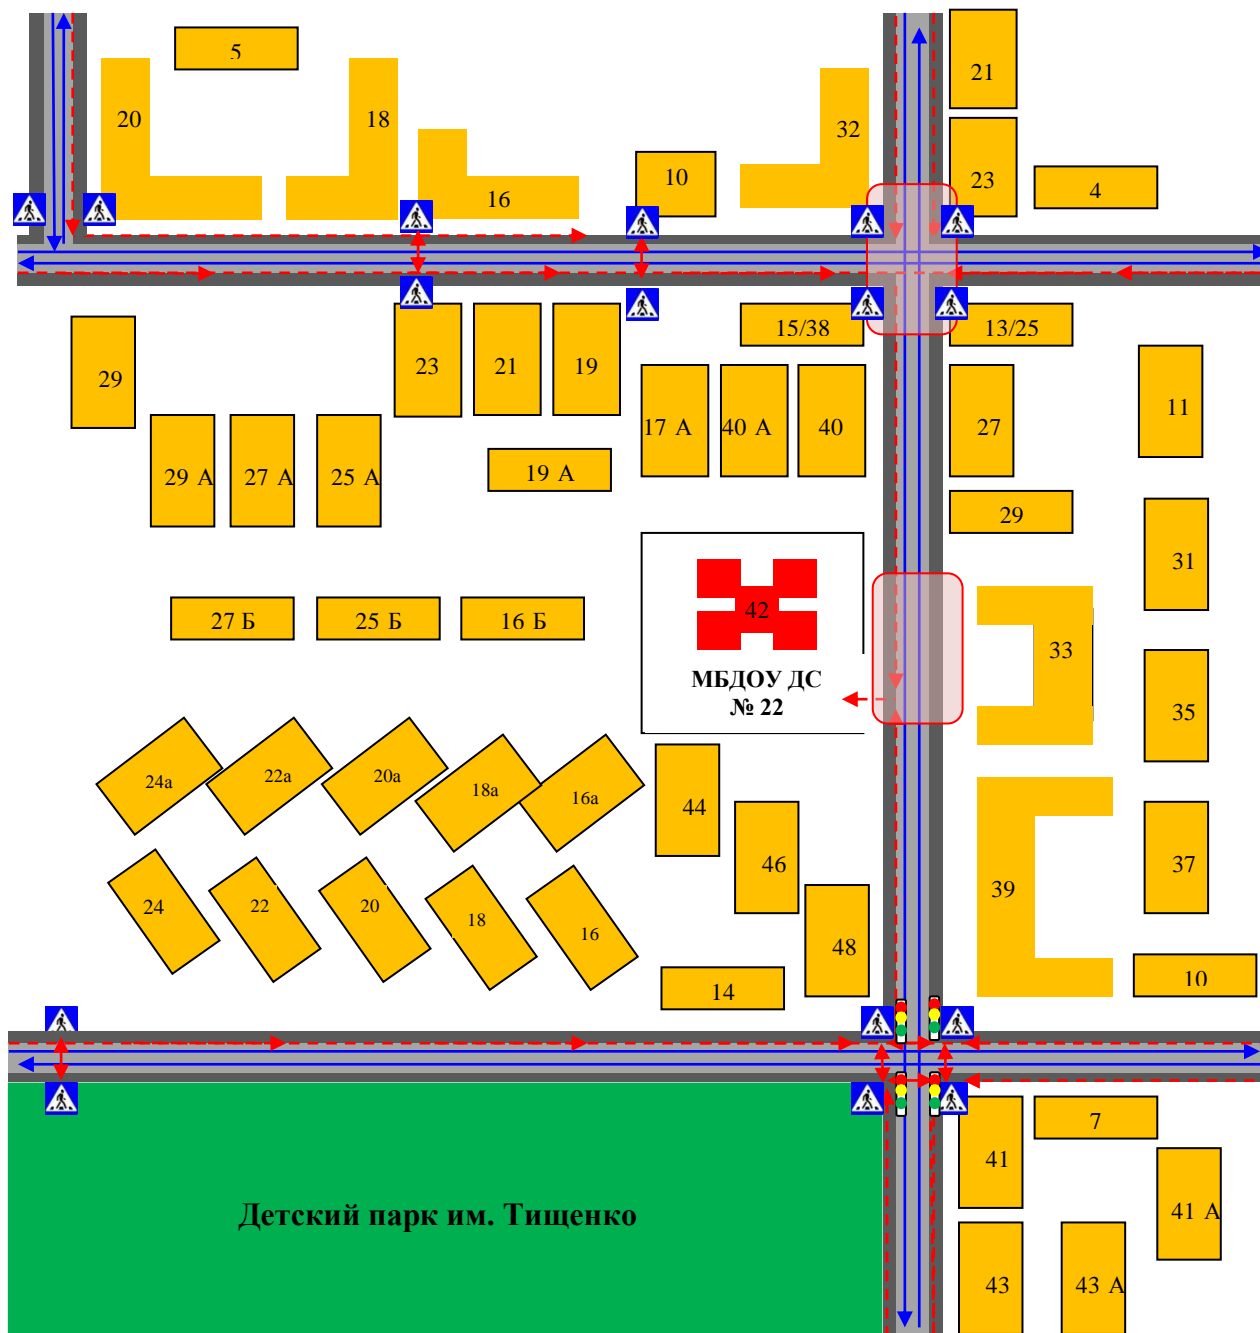 5
21
20
18
32
10
23
4
16
15/38
13/25
29
23
21
19
11
17 А
40 А
40
27
29 А
27 А
25 А
19 А
29
31
42
27 Б
25 Б
16 Б
33
МБДОУ ДС
№ 22
35
24а
22а
20а
18а
16а
44
46
37
39
24
22
20
18
16
48
14
10
7
41
41 А
Детский парк им. Тищенко
43
43 А